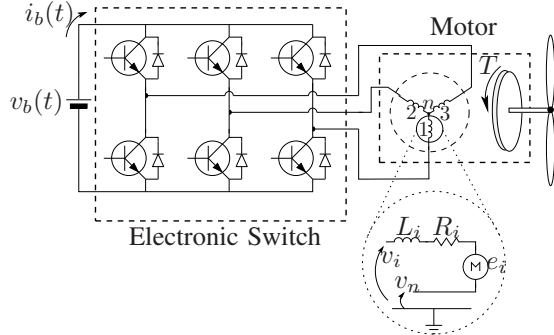 i_b(t)
Motor
v_b(t)
T
n
2 3
1
Electronic Switch
L_i R_i
v_i
M e_i
v_n